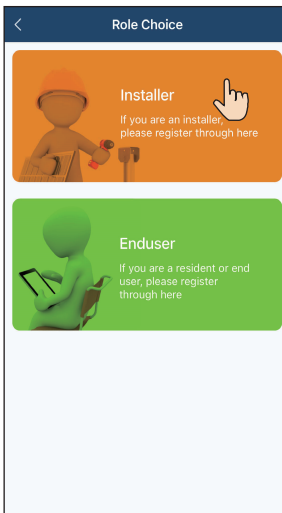 Role Choice
Installer
If you are an installer,
please register through here
Enduser
If you are a resident or end
user, please register
through here